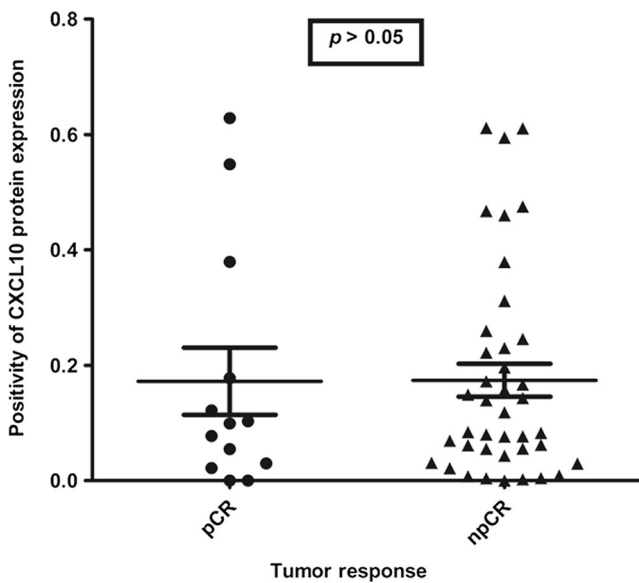 p > 0.05
Positivity of CXCL10 protein expression
0.8
0.6
0.4
0.2
0.0
pCR
npCR
Tumor response